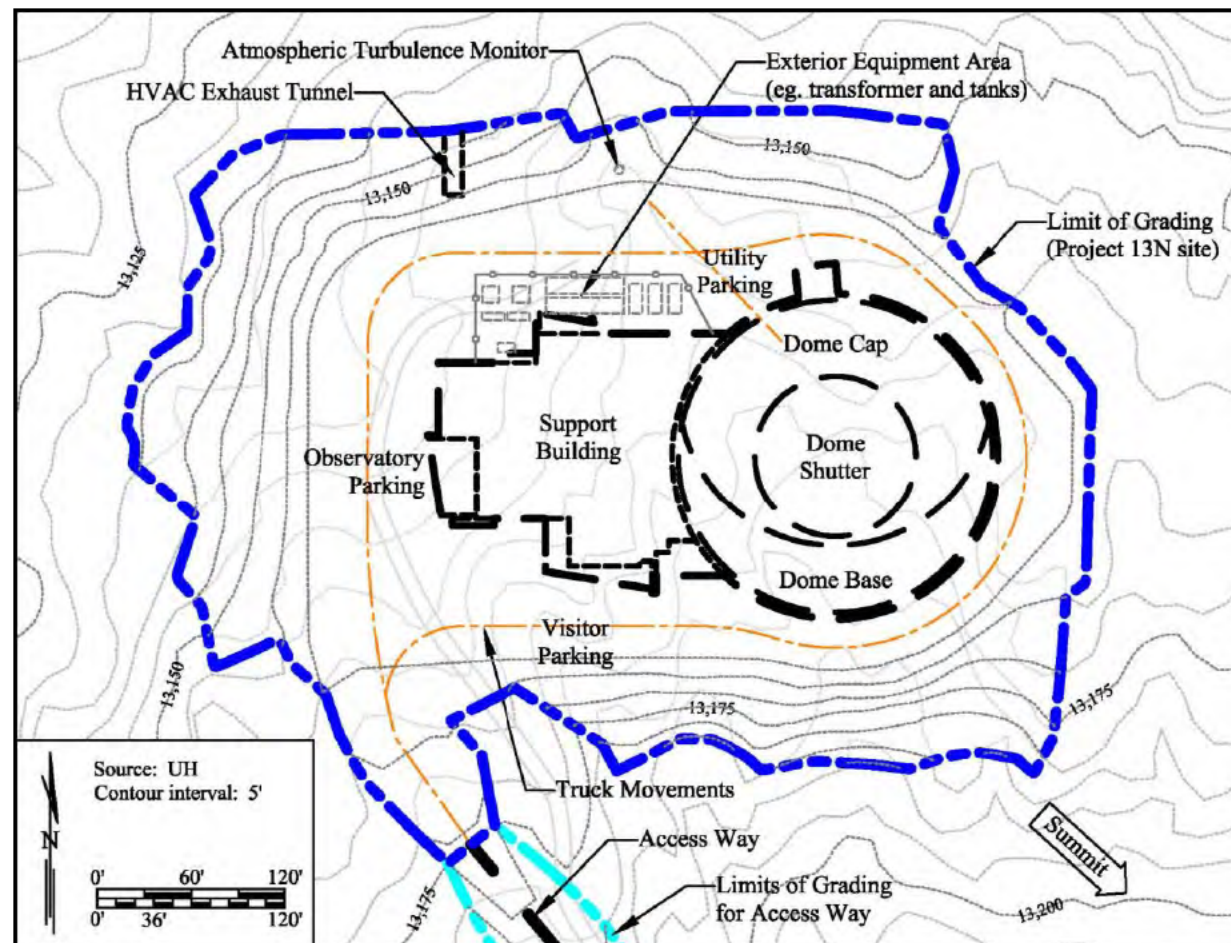 Atmospheric Turbulence Monitor
HVAC Exhaust Tunnel
Exterior Equipment Area
(eg. transformer and tanks)
13,150
13,150
13,125
Limit of Grading
(Project 13N site)
Utility
Parking
Dome Cap
Support
Building
Dome
Shutter
Observatory
Parking
Dome Base
Visitor
Parking
13,150
13,175
13,175
Source: UH
Contour interval: 5'
Truck Movements
N
Access Way
Summit
0' 60' 120'
0' 36' 120'
13,175
Limits of Grading
for Access Way
13,200